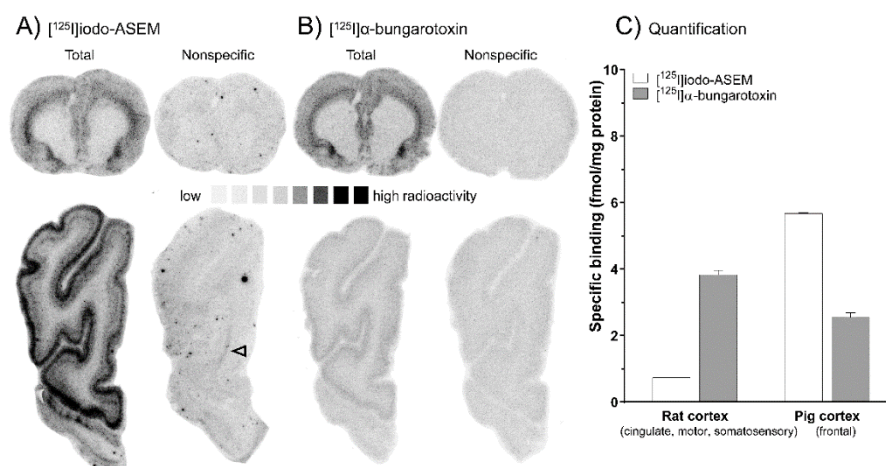 A) [¹²⁵I]iodo-ASEM
Total
Nonspecific
B) [¹²⁵I]α-bungarotoxin
Total
Nonspecific
low
high radioactivity
C) Quantification
[¹²⁵I]iodo-ASEM
[¹²⁵I]α-bungarotoxin
Specific binding (fmol/mg protein)
10
8
6
4
2
0
Rat cortex
(cingulate, motor, somatosensory)
Pig cortex
(frontal)